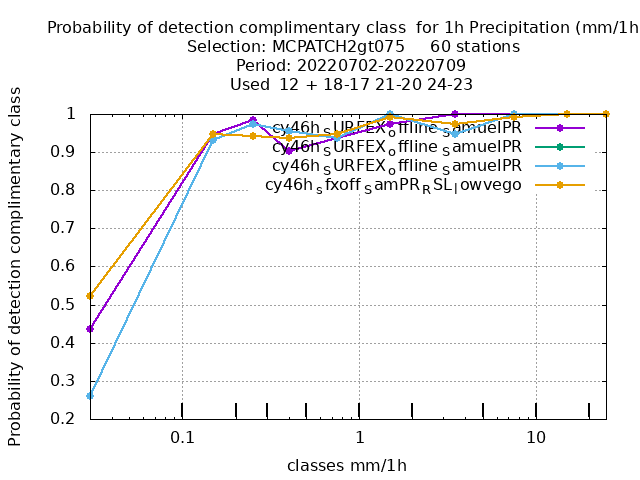 Probability of detection complimentary class  for 1h Precipitation (mm/1h
Selection: MCPATCH2gt075     60 stations
Period: 20220702-20220709
Used  12 + 18-17 21-20 24-23
Probability of detection complimentary class
1
0.9
0.8
0.7
0.6
0.5
0.4
0.3
0.2
cy46h_SURFEX_offline_SamuelPR
cy46h_SURFEX_offline_SamuelPR
cy46h_SURFEX_offline_SamuelPR
cy46h_sfxoff_SamPR_RSL_lowvego
0.1
1
10
classes mm/1h